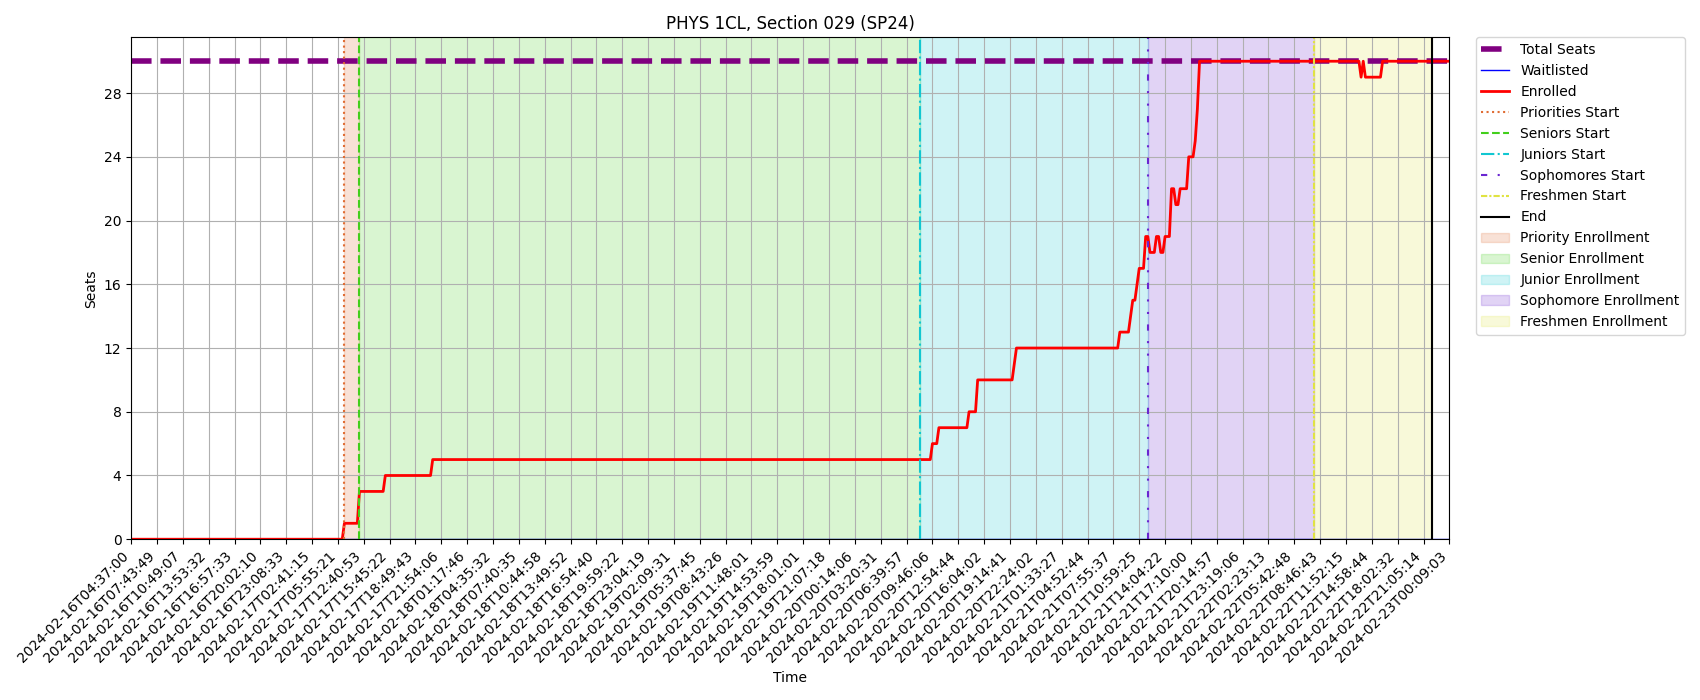 PHYS 1CL, Section 029 (SP24)
Seats
28
24
20
16
12
8
4
0
2024-02-16T04:37:00
2024-02-16T07:43:49
2024-02-16T10:49:07
2024-02-16T13:53:32
2024-02-16T16:57:33
2024-02-16T20:02:10
2024-02-16T23:08:33
2024-02-17T02:41:15
2024-02-17T05:55:21
2024-02-17T12:40:53
2024-02-17T15:45:22
2024-02-17T18:49:43
2024-02-17T21:54:06
2024-02-18T01:17:46
2024-02-18T04:35:32
2024-02-18T07:40:35
2024-02-18T10:44:58
2024-02-18T13:49:52
2024-02-18T16:54:40
2024-02-18T19:59:22
2024-02-18T23:04:19
2024-02-19T02:09:31
2024-02-19T05:37:45
2024-02-19T08:43:26
2024-02-19T11:48:01
2024-02-19T14:53:59
2024-02-19T18:01:01
2024-02-19T21:07:18
2024-02-20T00:14:06
2024-02-20T03:20:31
2024-02-20T06:39:57
2024-02-20T09:46:06
2024-02-20T12:54:44
2024-02-20T16:04:02
2024-02-20T19:14:41
2024-02-20T22:24:02
2024-02-21T01:33:27
2024-02-21T04:52:44
2024-02-21T07:55:37
2024-02-21T10:59:25
2024-02-21T14:04:22
2024-02-21T17:10:00
2024-02-21T20:14:57
2024-02-21T23:19:06
2024-02-22T02:23:13
2024-02-22T05:42:48
2024-02-22T08:46:43
2024-02-22T11:52:15
2024-02-22T14:58:44
2024-02-22T18:02:32
2024-02-22T21:05:14
2024-02-23T00:09:03
Time
Total Seats
Waitlisted
Enrolled
Priorities Start
Seniors Start
Juniors Start
Sophomores Start
Freshmen Start
End
Priority Enrollment
Senior Enrollment
Junior Enrollment
Sophomore Enrollment
Freshmen Enrollment